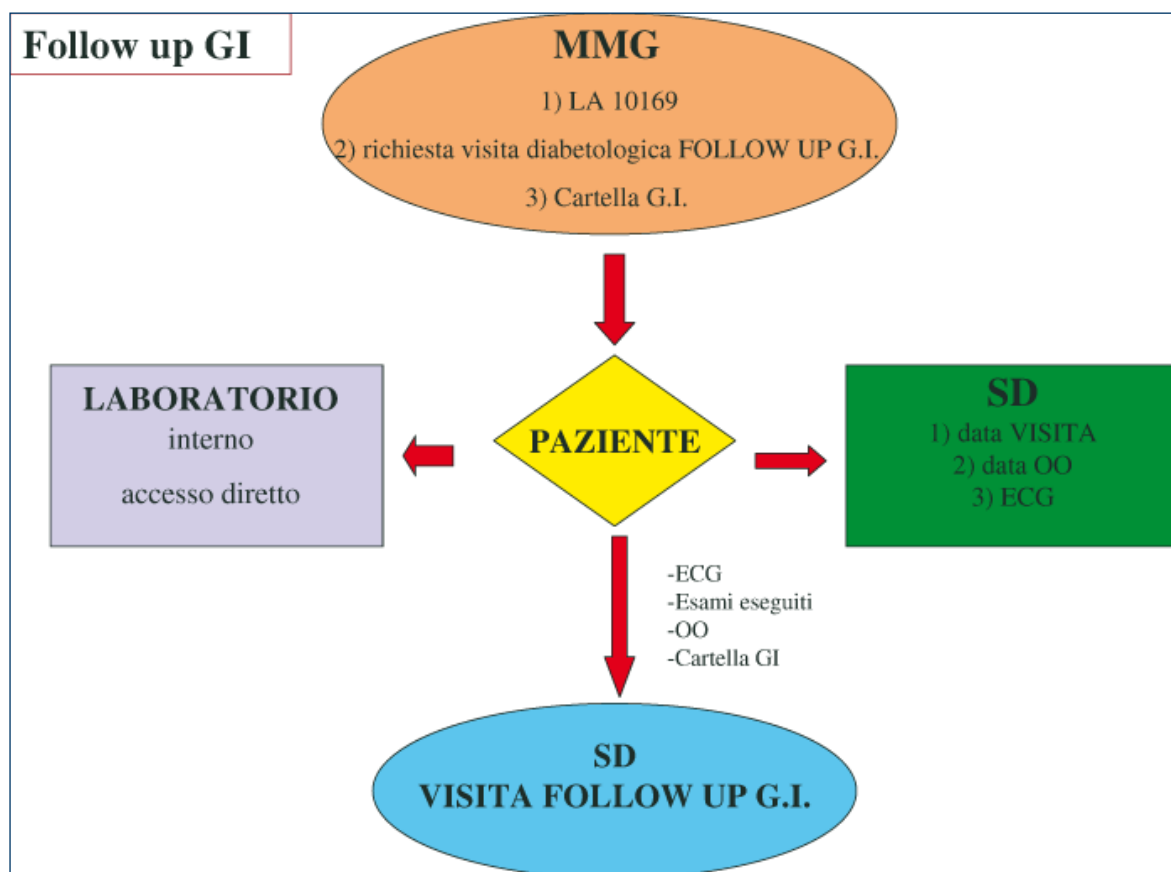 Follow up GI
MMG
1) LA 10169
2) richiesta visita diabetologica FOLLOW UP G.I.
3) Cartella G.I.
LABORATORIO
interno
accesso diretto
PAZIENTE
SD
1) data VISITA
2) data OO
3) ECG
-ECG
-Esami eseguiti
-OO
-Cartella GI
SD
VISITA FOLLOW UP G.I.